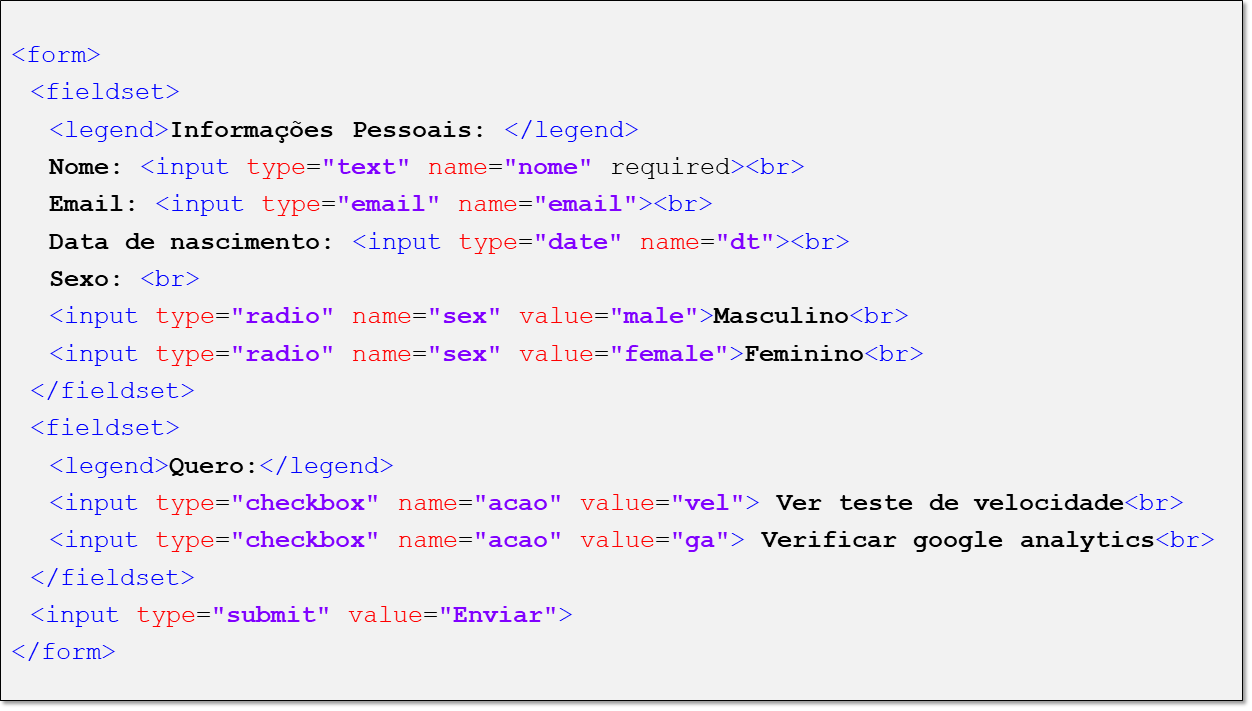 <form>
<fieldset>
<legend>Informações Pessoais: </legend>
Nome: <input type="text" name="nome" required><br>
Email: <input type="email" name="email"><br>
Data de nascimento: <input type="date" name="dt"><br>
Sexo: <br>
<input type="radio" name="sex" value="male">Masculino<br>
<input type="radio" name="sex" value="female">Feminino<br>
</fieldset>
<fieldset>
<legend>Quero:</legend>
<input type="checkbox" name="acao" value="vel"> Ver teste de velocidade<br>
<input type="checkbox" name="acao" value="ga"> Verificar google analytics<br>
</fieldset>
<input type="submit" value="Enviar">
</form>